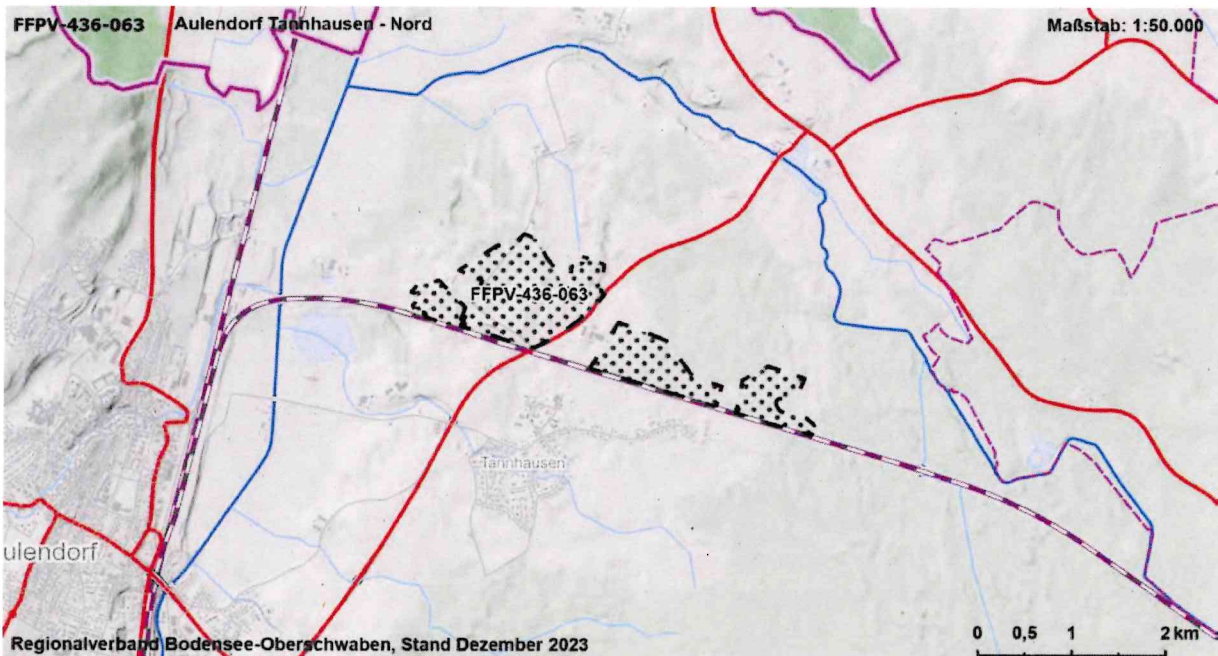 FFPV-436-063 Aulendorf Tannhausen - Nord Maßstab: 1:50.000
FFPV-436-063
Tannhausen
ulendorf
Regionalverband Bodensee-Oberschwaben, Stand Dezember 2023
0 0,5 1 2 km